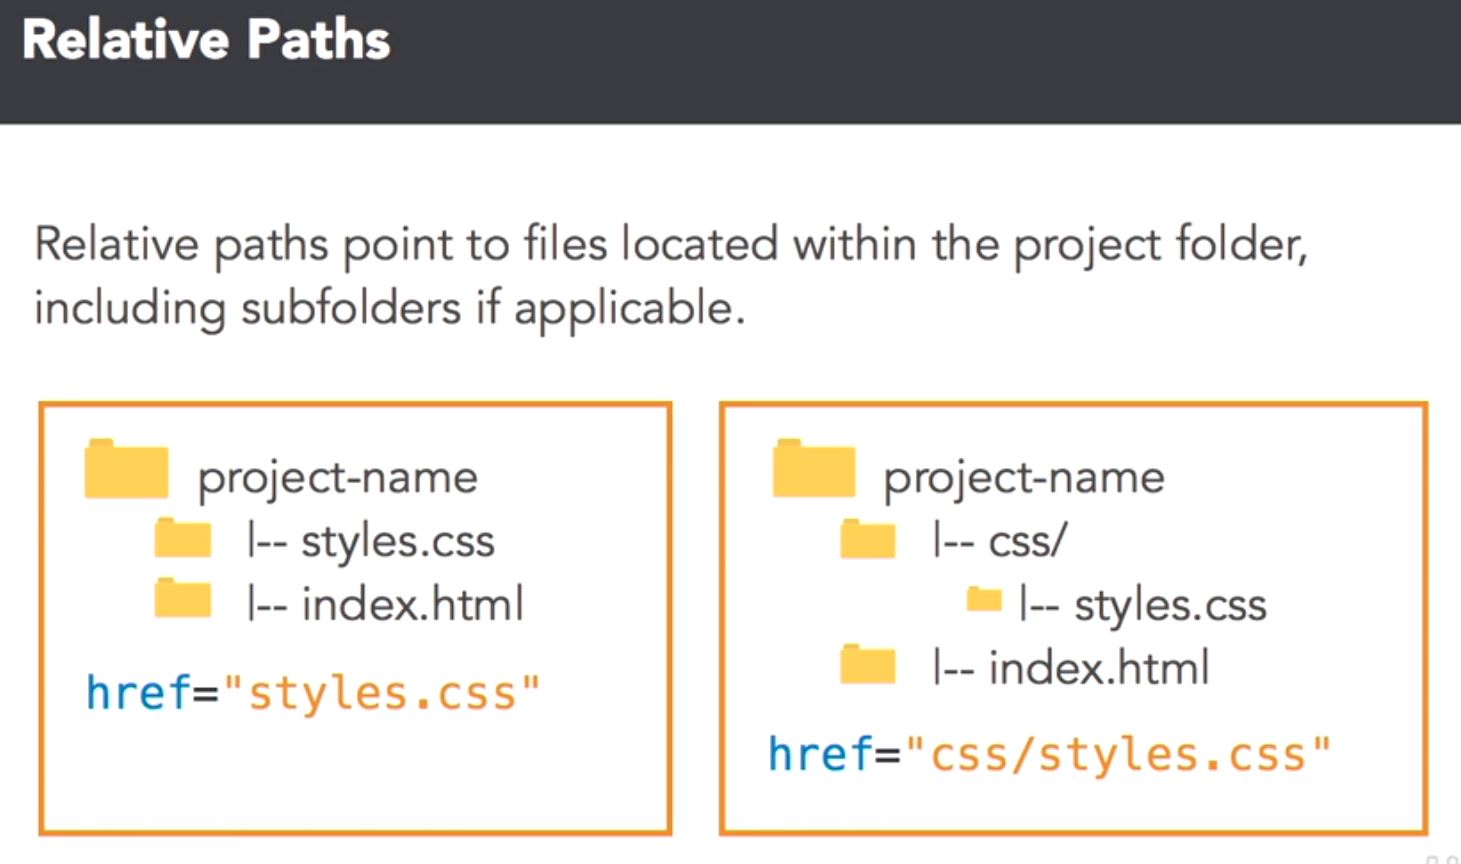 Relative Paths
Relative paths point to files located within the project folder,
including subfolders if applicable.
project-name
|-- styles.css
|-- index.html
href="styles.css"
project-name
|-- css/
|-- styles.css
|-- index.html
href="css/styles.css"